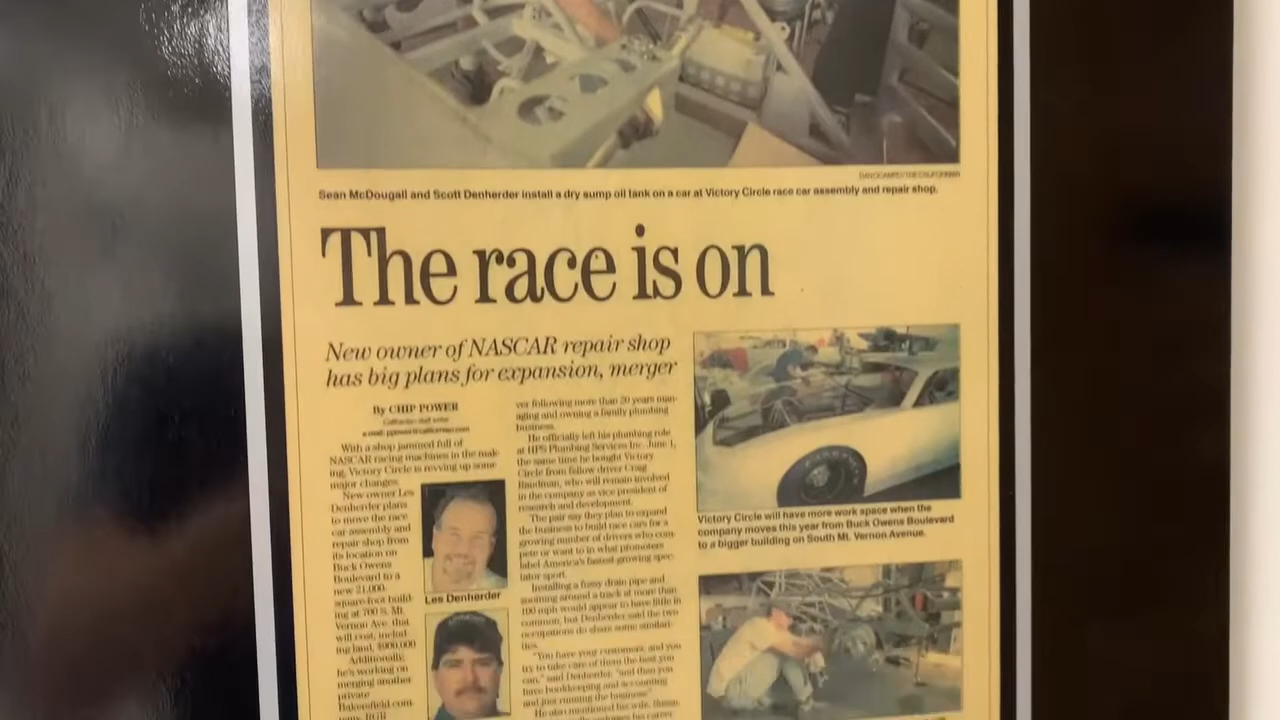 Sean McDougall and Scott Denherder install a dry sump oil tank on a car at Victory Circle race car assembly and repair shop.
The race is on
New owner of NASCAR repair shop
has big plans for expansion, merger
By CHIP POWER
Californian staff writer
With a shop jammed full of
NASCAR racing machines in the mak-
ing, Victory Circle is revving up some
major changes.
New owner Les
Denherder plans
to move the race
car assembly and
repair shop from
its location on
Buck Owens
Boulevard to a
new 21,000-
square-foot build-
ing at 700 S. Mt.
Vernon Ave. that
will cost, includ-
ing land, $900,000
Additionally,
he's working on
merging another
private
Bakersfield com-
Les Denherder
ver following more than 20 years man-
aging and owning a family plumbing
business.
He officially left his plumbing role
at HPS Plumbing Services Inc. June 1,
the same time he bought Victory
Circle from fellow driver Craig
Raudman, who will remain involved
in the company as vice president of
research and development.
The pair say they plan to expand
the business to build race cars for a
growing number of drivers who com-
pete or want to in what promoters
label America's fastest-growing spec-
tator sport.
Installing a fussy drain pipe and
zooming around a track at more than
100 mph would appear to have little in
common, but Denherder said the two
occupations do share some similari-
ties.
"You have your customers, and you
try to take care of them the best you
can," said Denherder, "and then you
have bookkeeping and accounting
and just running the business"
He also mentioned his wife,
his career
Victory Circle will have more work space when the
company moves this year from Buck Owens Boulevard
to a bigger building on South Mt. Vernon Avenue.